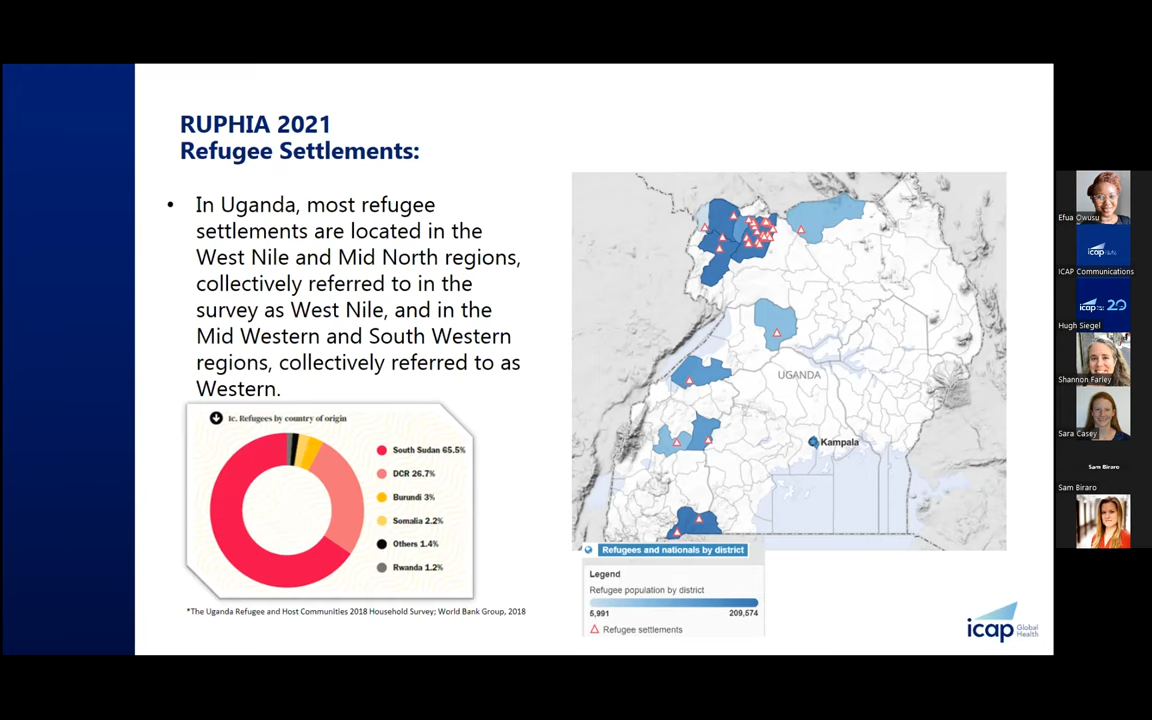 RUPHIA 2021
Refugee Settlements:
• In Uganda, most refugee
settlements are located in the
West Nile and Mid North regions,
collectively referred to in the
survey as West Nile, and in the
Mid Western and South Western
regions, collectively referred to as
Western.
1c. Refugees by country of origin
South Sudan 65.5%
DCR 26.7%
Burundi 3%
Somalia 2.2%
Others 1.4%
Rwanda 1.2%
*The Uganda Refugee and Host Communities 2018 Household Survey; World Bank Group, 2018
UGANDA
Kampala
Refugees and nationals by district
Legend
Refugee population by district
5,991 209,574
Refugee settlements
icap Global
Health
Efua Owusu
icap
ICAP Communications
icap 20
Hugh Siegel
Shannon Farley
Sara Casey
Sam Biraro
Sam Biraro